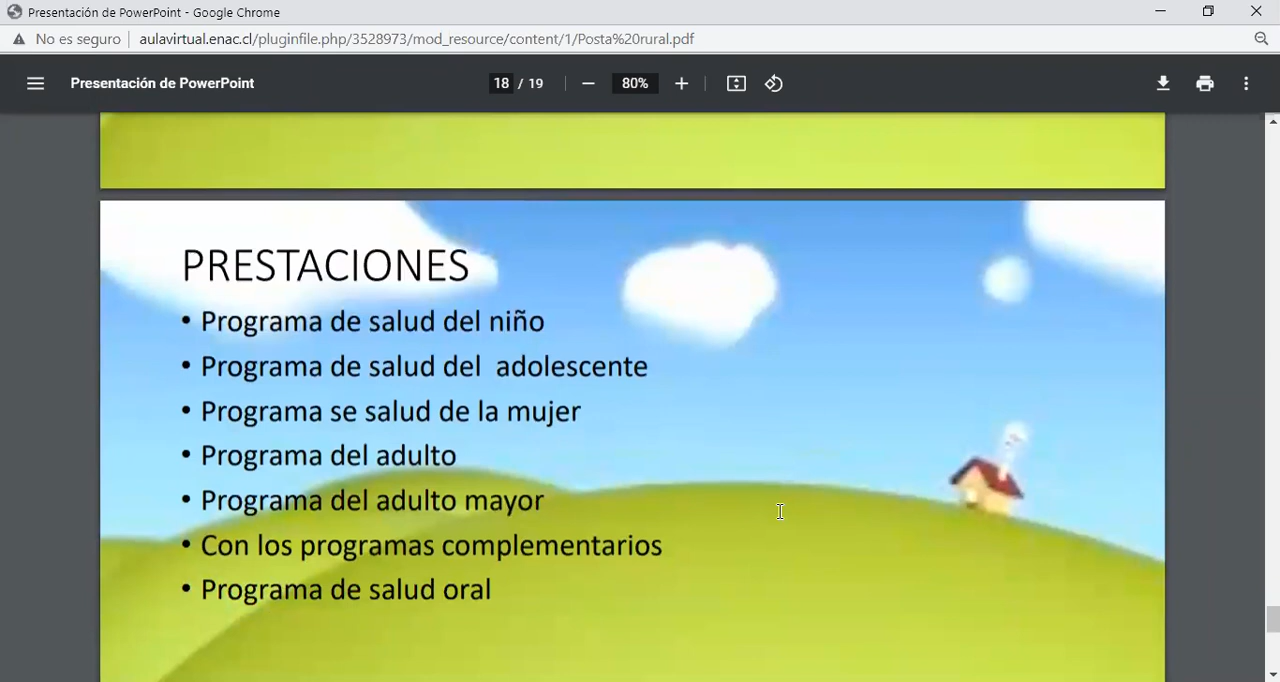 Presentación de PowerPoint - Google Chrome
No es seguro aulavirtual.enac.cl/pluginfile.php/3528973/mod_resource/content/1/Posta%20rural.pdf
Presentación de PowerPoint 18 / 19 80%
PRESTACIONES
• Programa de salud del niño
• Programa de salud del  adolescente
• Programa se salud de la mujer
• Programa del adulto
• Programa del adulto mayor
• Con los programas complementarios
• Programa de salud oral